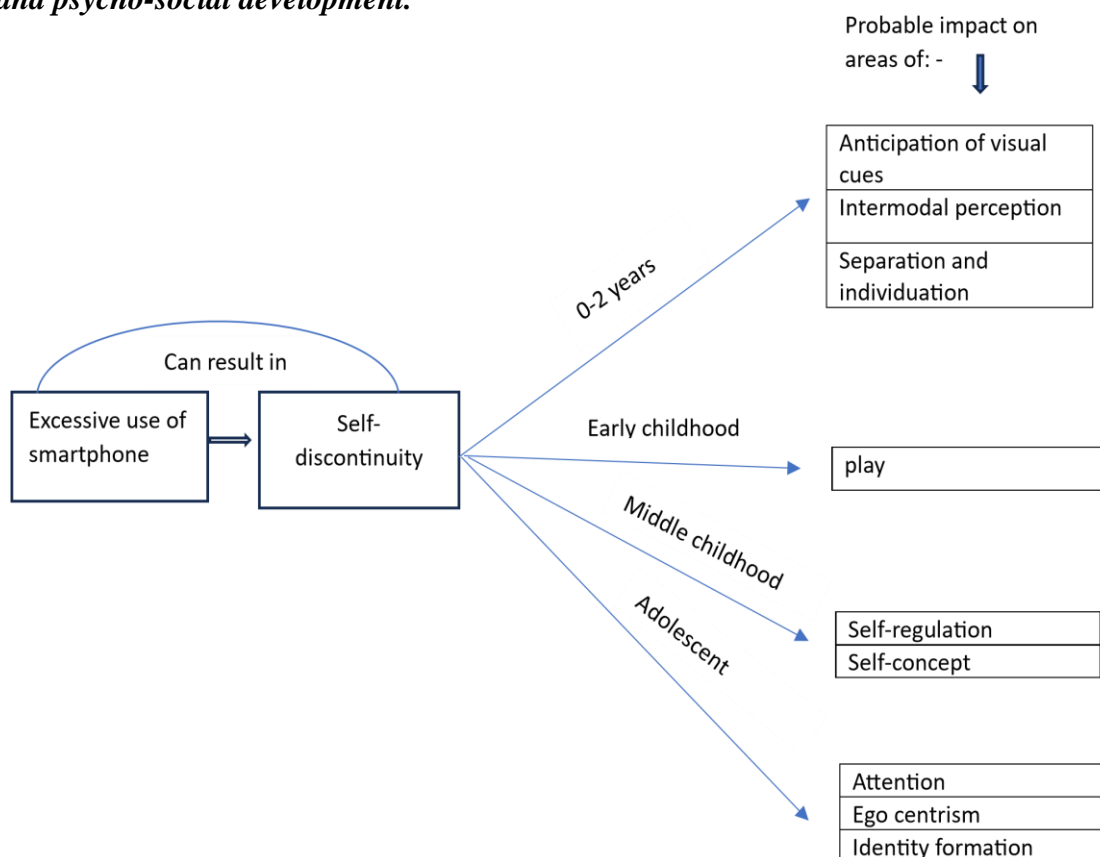 and psycho-social development.
Probable impact on
areas of: -
Anticipation of visual
cues
Intermodal perception
Separation and
individuation
0-2 years
Can result in
Excessive use of
smartphone
Self-
discontinuity
Early childhood
play
Middle childhood
Self-regulation
Self-concept
Adolescent
Attention
Ego centrism
Identity formation